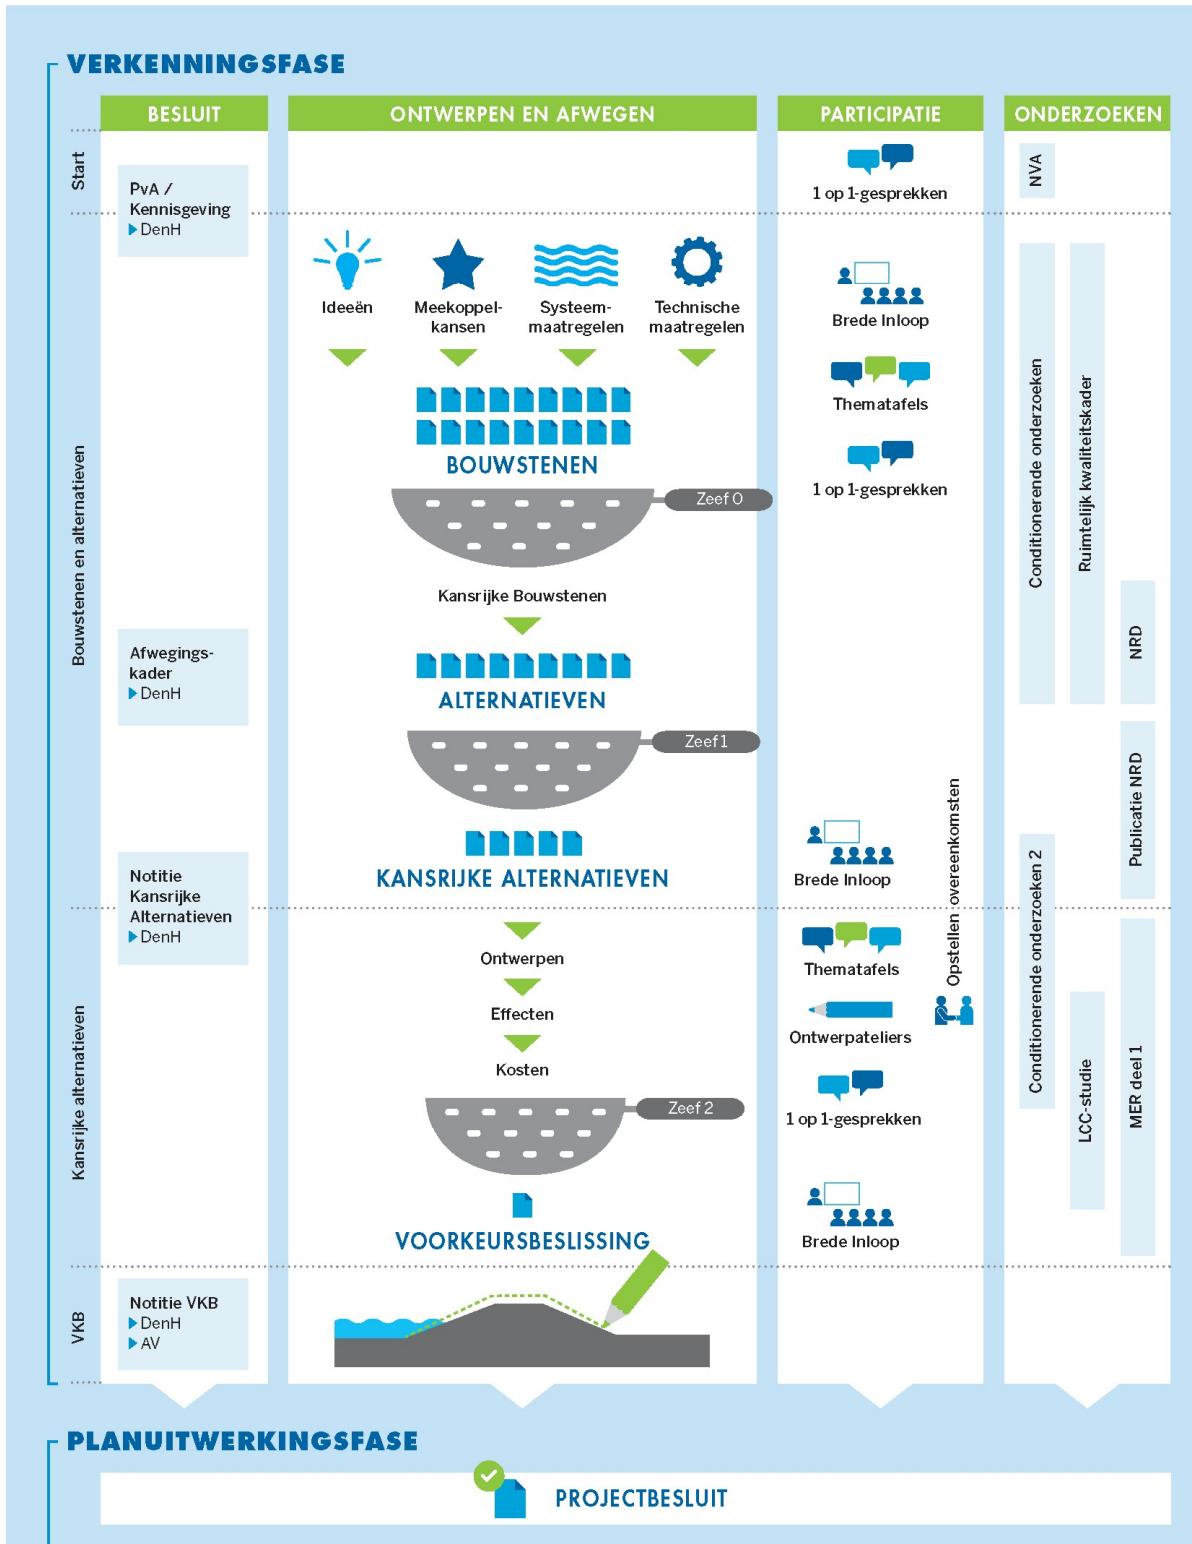 VERKENNINGSFASE
BESLUIT
ONTWERPEN EN AFWEGEN
PARTICIPATIE
ONDERZOEKEN
Start
PvA /
Kennisgeving
DenH
1 op 1-gesprekken
NVA
Bouwstenen en alternatieven
Ideeën
Meekoppel-
kansen
Systeem-
maatregelen
Technische
maatregelen
BOUWSTENEN
Zeef 0
Kansrijke Bouwstenen
Afwegings-
kader
DenH
ALTERNATIEVEN
Zeef 1
KANSRIJKE ALTERNATIEVEN
Notitie
Kansrijke
Alternatieven
DenH
Brede Inloop
Thematafels
1 op 1-gesprekken
Brede Inloop
Conditionerende onderzoeken
Ruimtelijk kwaliteitskader
NRD
Publicatie NRD
Kansrijke alternatieven
Ontwerpen
Effecten
Kosten
Zeef 2
VOORKEURSBESLISSING
Thematafels
Ontwerpateliers
1 op 1-gesprekken
Brede Inloop
Opstellen overeenkomsten
Conditionerende onderzoeken 2
LCC-studie
MER deel 1
VKB
Notitie VKB
DenH
AV
PLANUITWERKINGSFASE
PROJECTBESLUIT